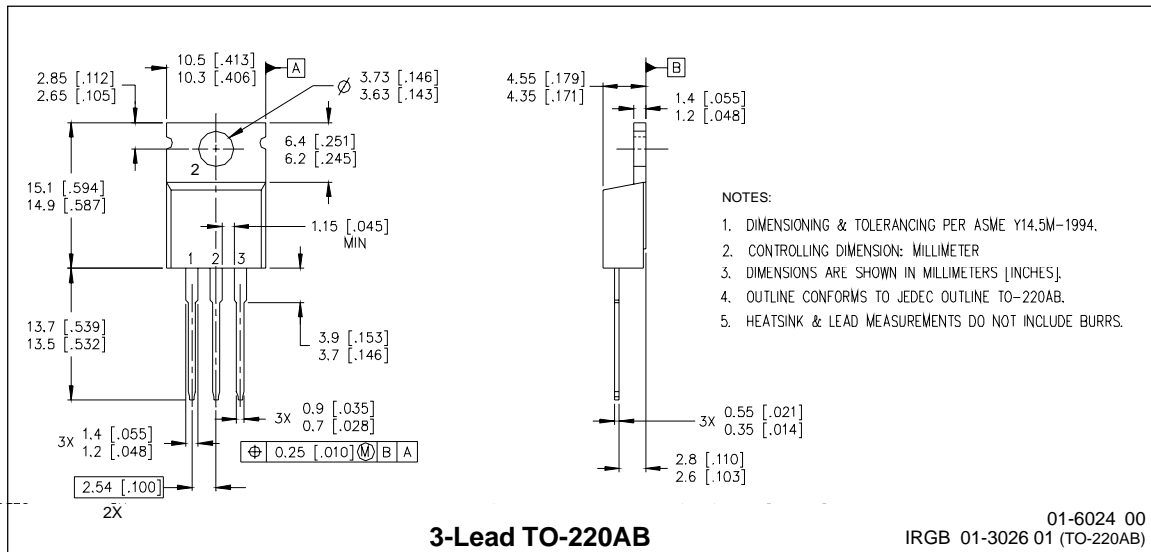 10.5 [.413]
10.3 [.406]
A
2.85 [.112]
2.65 [.105]
Ø 3.73 [.146]
3.63 [.143]
6.4 [.251]
6.2 [.245]
2
15.1 [.594]
14.9 [.587]
1.15 [.045]
MIN
1 2 3
13.7 [.539]
13.5 [.532]
3.9 [.153]
3.7 [.146]
3X 0.9 [.035]
0.7 [.028]
3X 1.4 [.055]
1.2 [.048]
⌖ 0.25 [.010] Ⓜ B A
2.54 [.100]
2X
4.55 [.179]
4.35 [.171]
B
1.4 [.055]
1.2 [.048]
3X 0.55 [.021]
0.35 [.014]
2.8 [.110]
2.6 [.103]
NOTES:
1. DIMENSIONING & TOLERANCING PER ASME Y14.5M-1994.
2. CONTROLLING DIMENSION: MILLIMETER
3. DIMENSIONS ARE SHOWN IN MILLIMETERS [INCHES].
4. OUTLINE CONFORMS TO JEDEC OUTLINE TO-220AB.
5. HEATSINK & LEAD MEASUREMENTS DO NOT INCLUDE BURRS.
3-Lead TO-220AB
01-6024 00
IRGB 01-3026 01 (TO-220AB)